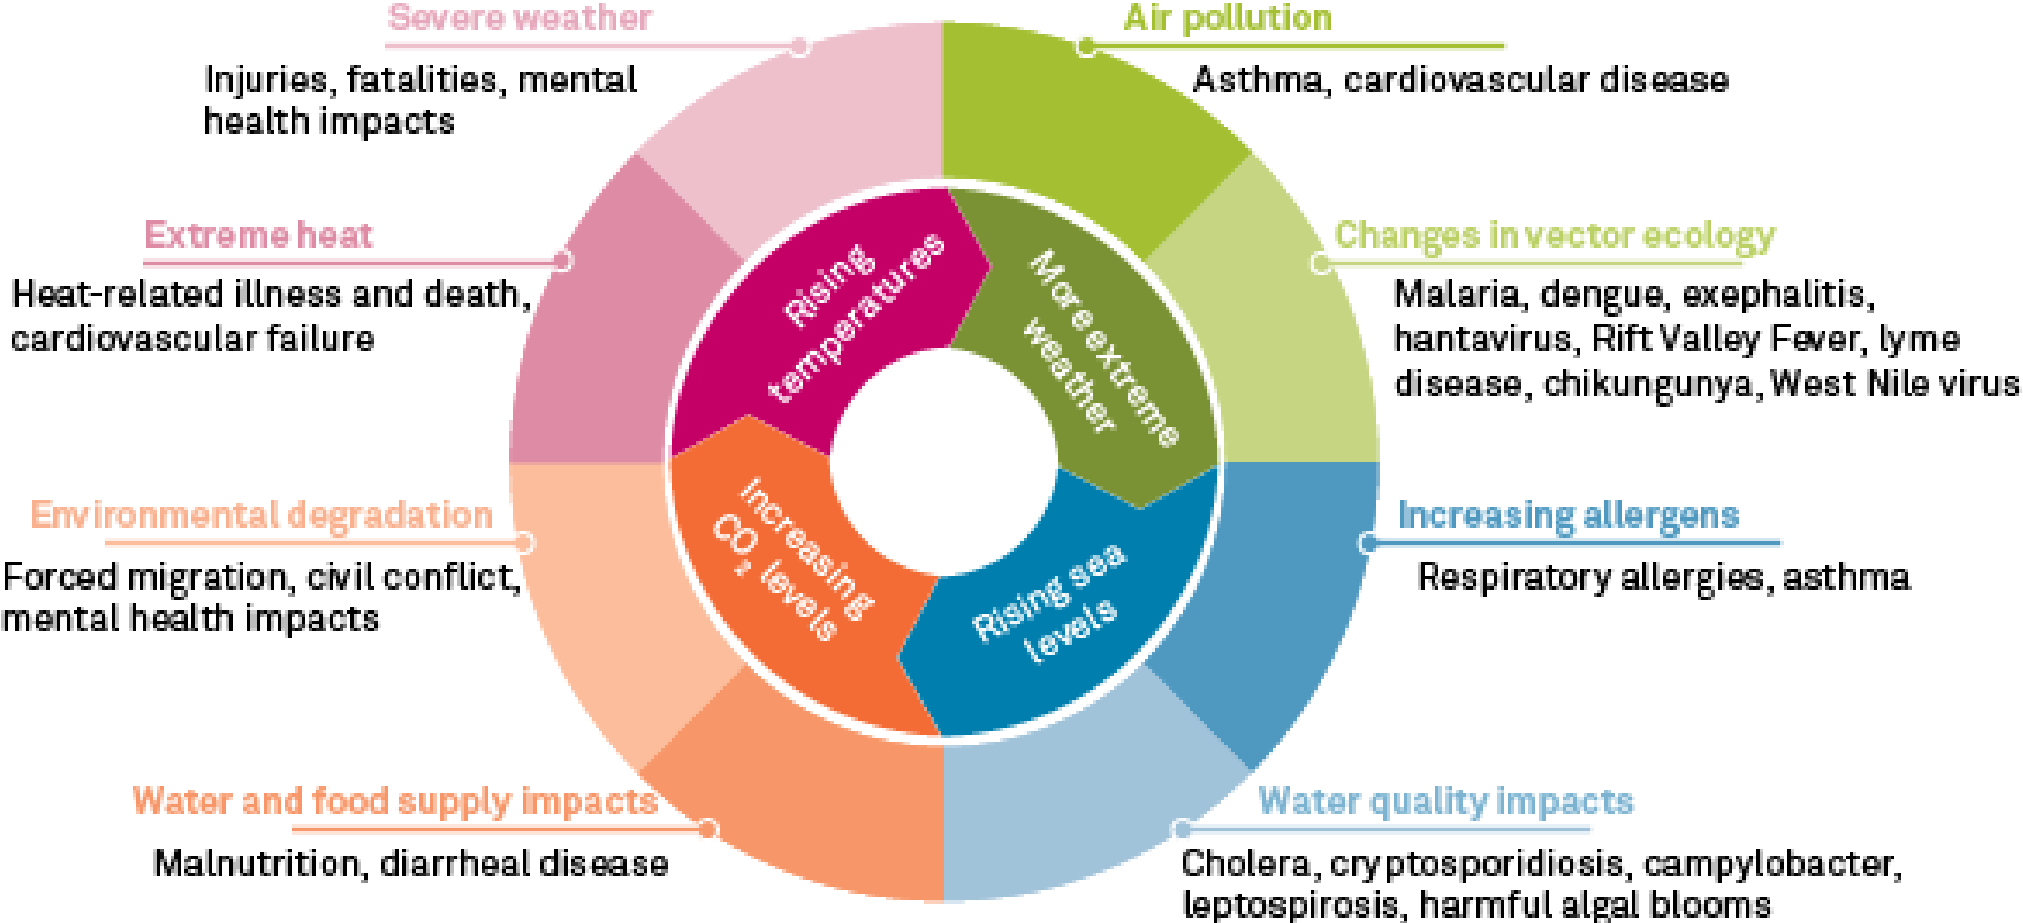 Severe weather
Injuries, fatalities, mental
health impacts
Air pollution
Asthma, cardiovascular disease
Extreme heat
Heat-related illness and death,
cardiovascular failure
Changes in vector ecology
Malaria, dengue, exephalitis,
hantavirus, Rift Valley Fever, lyme
disease, chikungunya, West Nile virus
Rising
temperatures
More extreme
weather
Increasing
CO₂ levels
Rising sea
levels
Environmental degradation
Forced migration, civil conflict,
mental health impacts
Increasing allergens
Respiratory allergies, asthma
Water and food supply impacts
Malnutrition, diarrheal disease
Water quality impacts
Cholera, cryptosporidiosis, campylobacter,
leptospirosis, harmful algal blooms